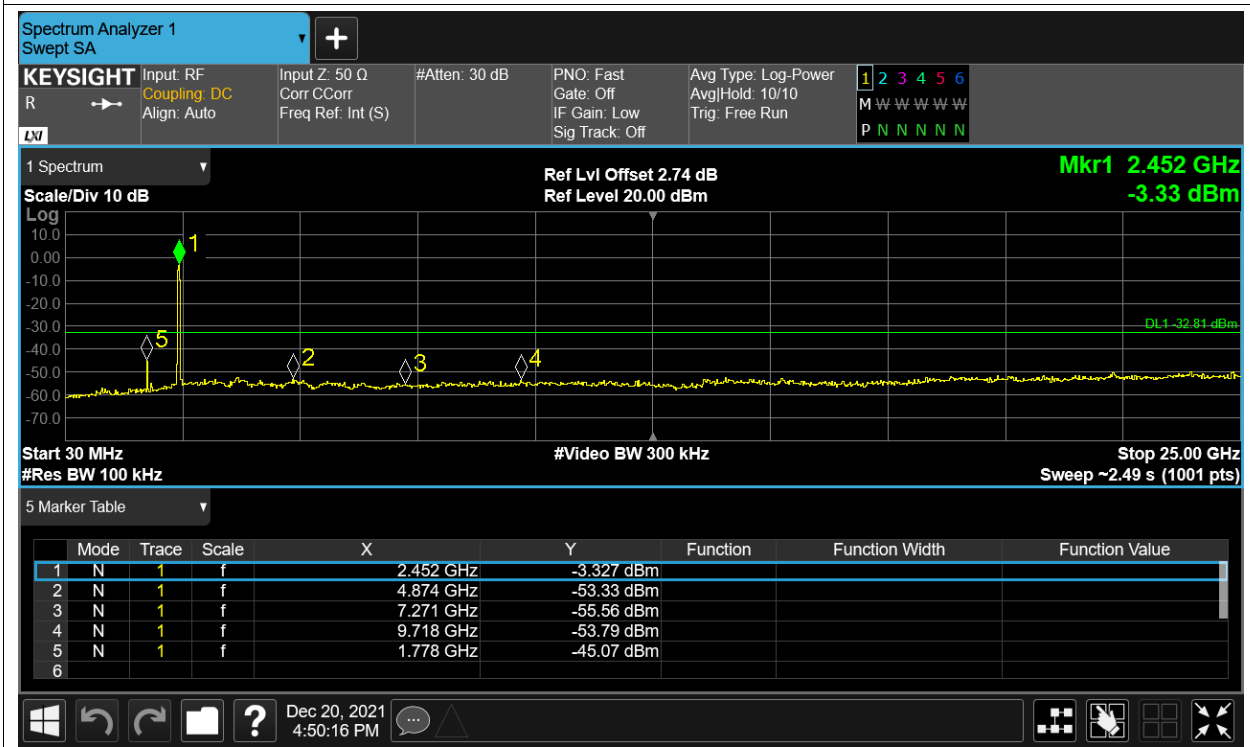 Spectrum Analyzer 1
Swept SA
KEYSIGHT Input: RF Input Z: 50 Ω #Atten: 30 dB PNO: Fast Avg Type: Log-Power 1 2 3 4 5 6
R Coupling: DC Corr CCorr Gate: Off Avg|Hold: 10/10 M W W W W W
Align: Auto Freq Ref: Int (S) IF Gain: Low Trig: Free Run
LXI Sig Track: Off P N N N N N
1 Spectrum Ref Lvl Offset 2.74 dB Mkr1 2.452 GHz
Scale/Div 10 dB Ref Level 20.00 dBm -3.33 dBm
Log
10.0
0.00
-10.0
-20.0
-30.0
-40.0
-50.0
-60.0
-70.0
1
5
2
3
4
DL1 -32.81 dBm
Start 30 MHz #Video BW 300 kHz Stop 25.00 GHz
#Res BW 100 kHz Sweep ~2.49 s (1001 pts)
5 Marker Table
Mode Trace Scale X Y Function Function Width Function Value
1 N 1 f 2.452 GHz -3.327 dBm
2 N 1 f 4.874 GHz -53.33 dBm
3 N 1 f 7.271 GHz -55.56 dBm
4 N 1 f 9.718 GHz -53.79 dBm
5 N 1 f 1.778 GHz -45.07 dBm
6
? Dec 20, 2021
4:50:16 PM